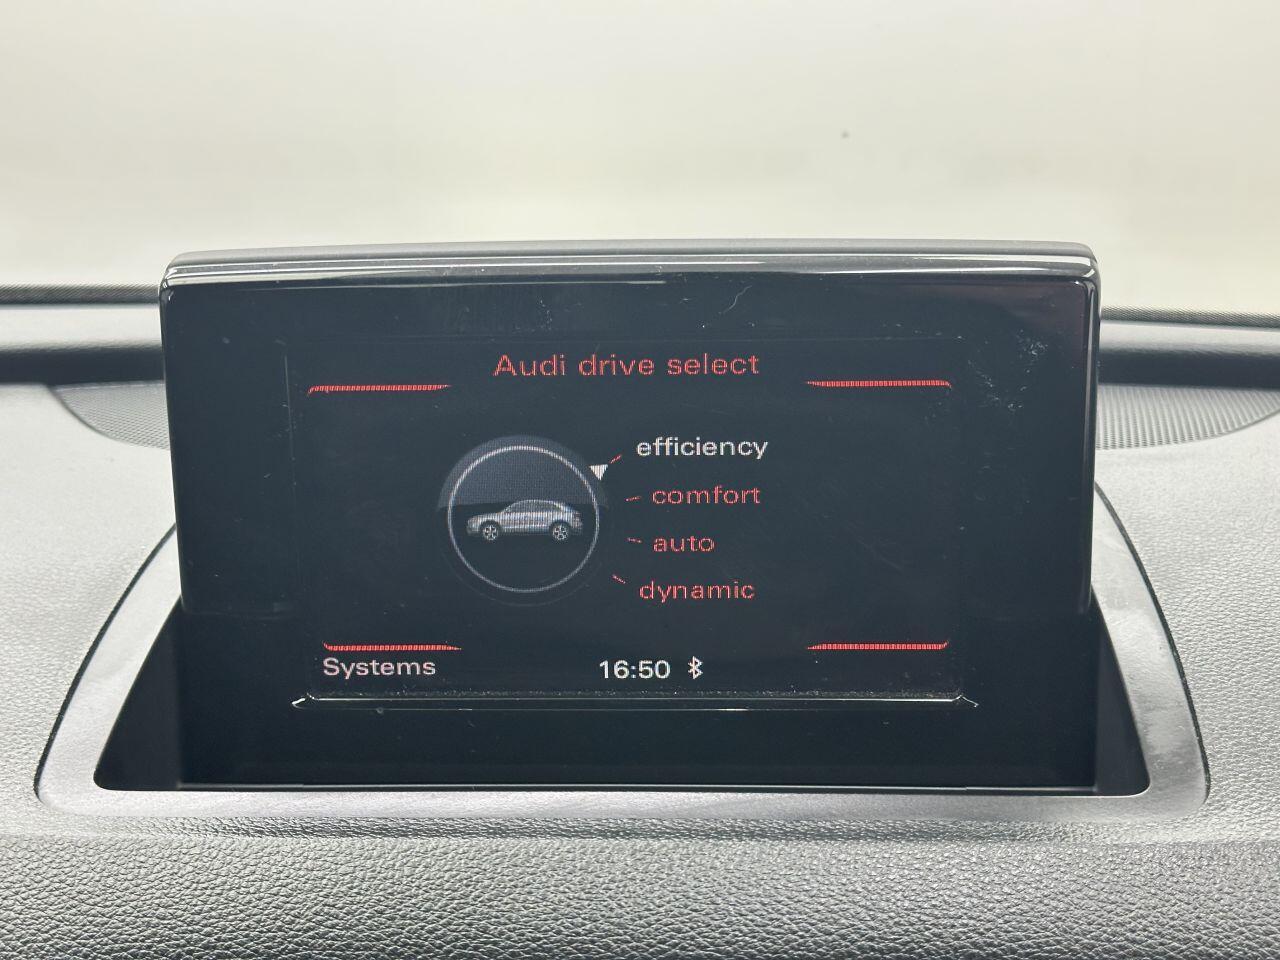 Audi drive select
efficiency
comfort
auto
dynamic
Systems
16:50